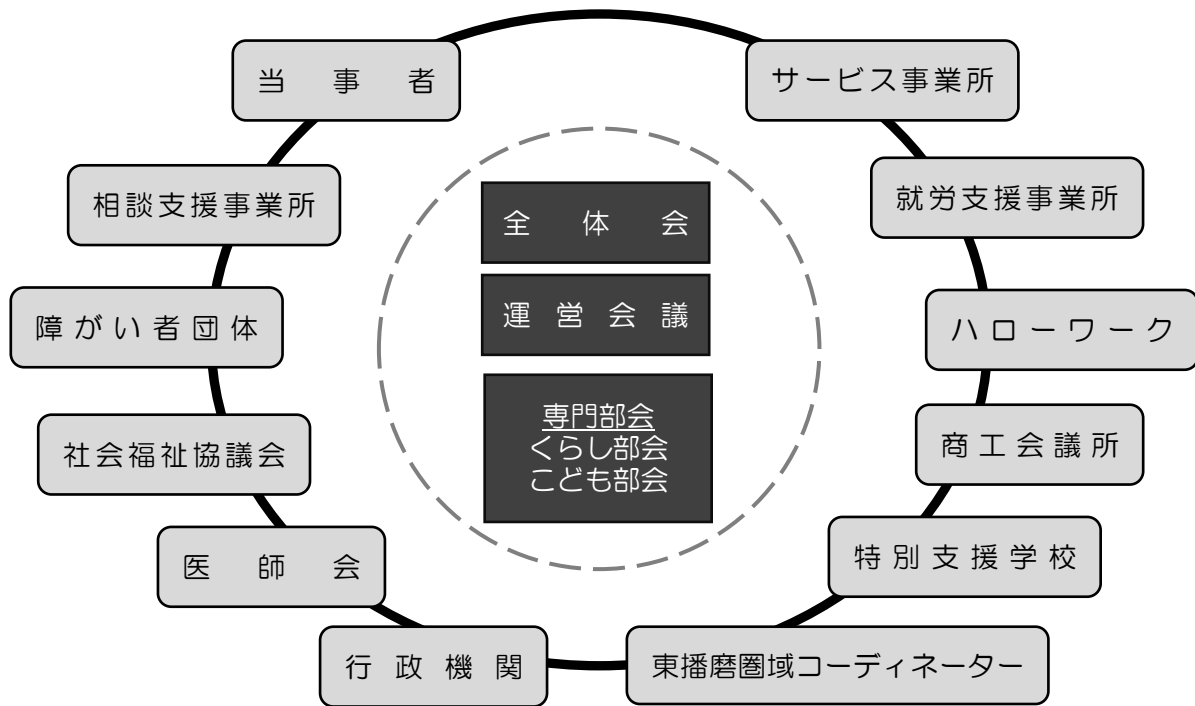 当事者
サービス事業所
相談支援事業所
就労支援事業所
全体会
障がい者団体
運営会議
ハローワーク
専門部会
くらし部会
こども部会
社会福祉協議会
商工会議所
医師会
特別支援学校
行政機関
東播磨圏域コーディネーター